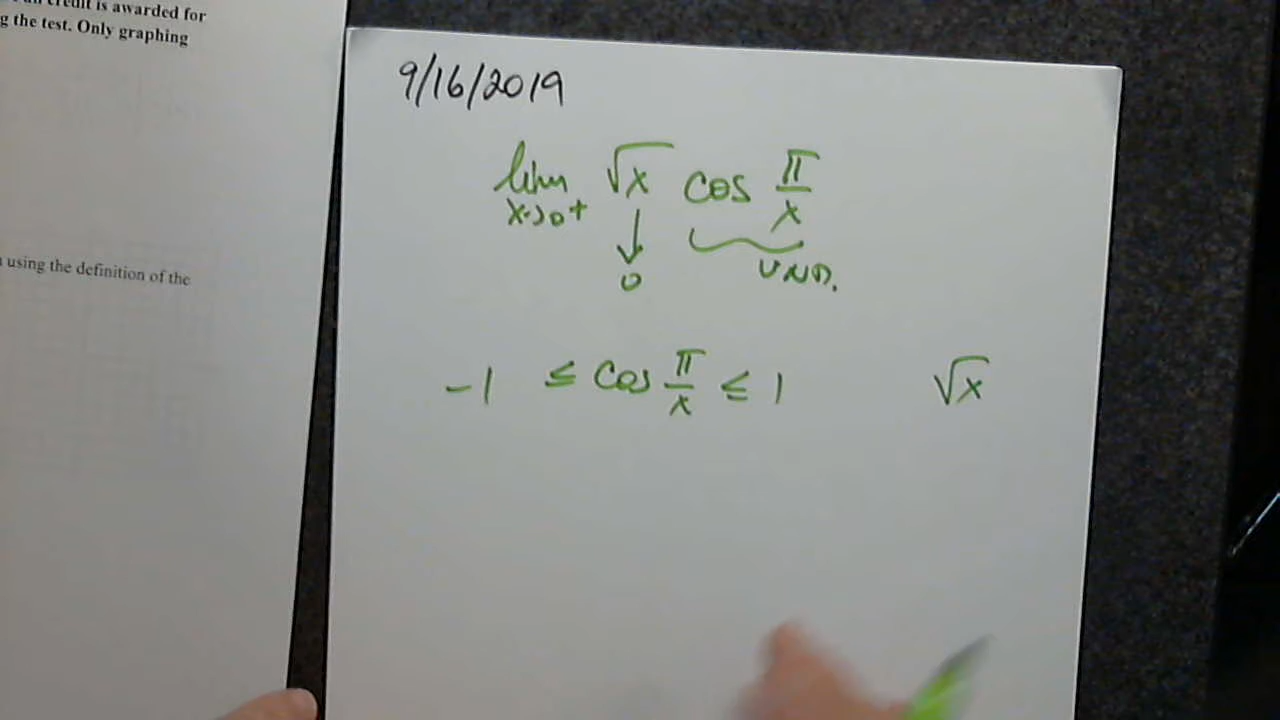 credit is awarded for
g the test. Only graphing
using the definition of the
9/16/2019
lim √x cos π/x
x→0+
0
UND.
-1 ≤ cos π/x ≤ 1 √x